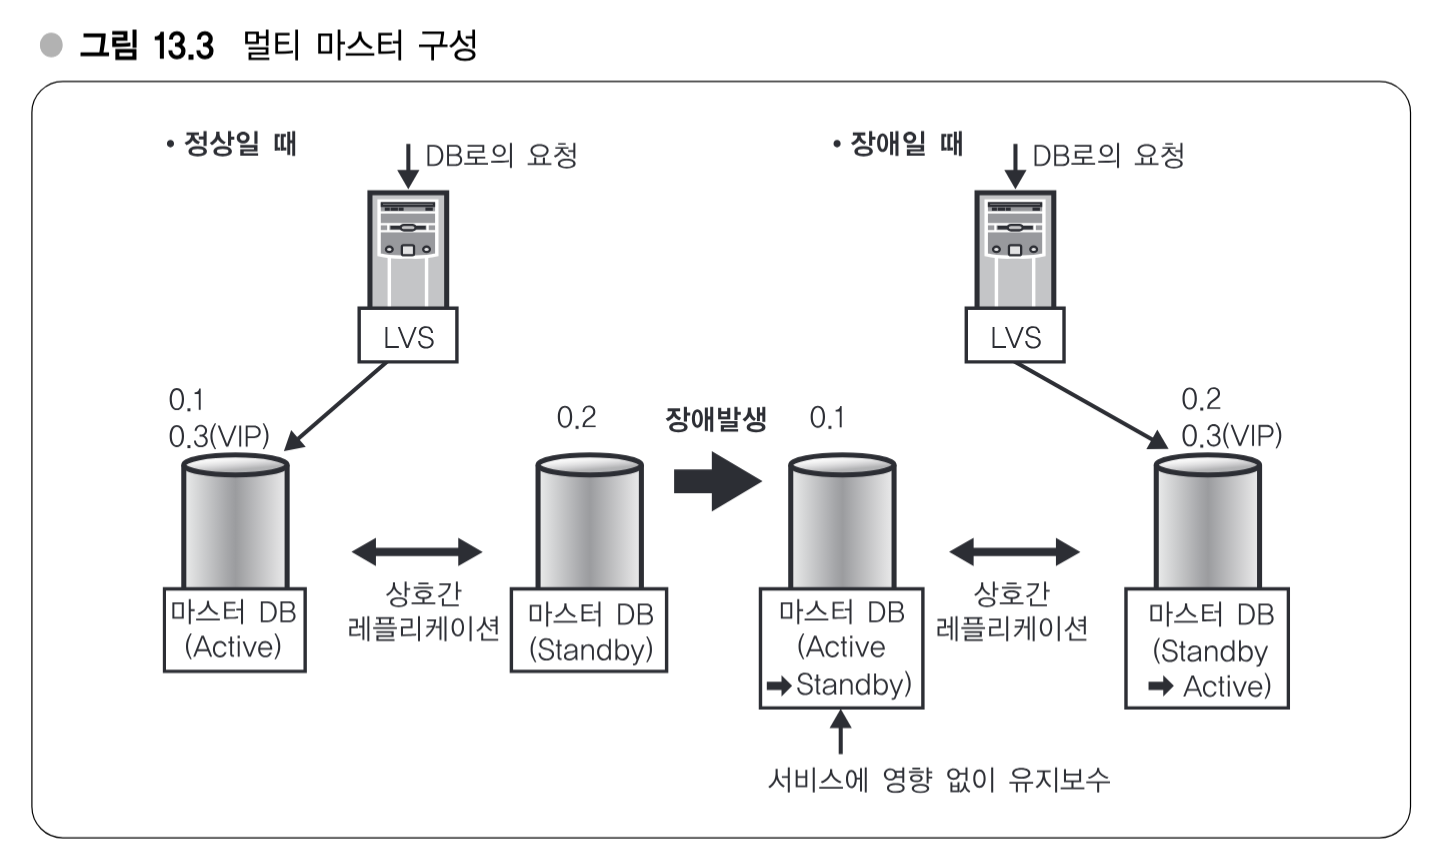 그림 13.3 멀티 마스터 구성
• 정상일 때
DB로의 요청
LVS
0.1
0.3(VIP)
0.2
마스터 DB
(Active)
상호간
레플리케이션
마스터 DB
(Standby)
장애발생
• 장애일 때
DB로의 요청
LVS
0.1
0.2
0.3(VIP)
마스터 DB
(Active
➡ Standby)
상호간
레플리케이션
마스터 DB
(Standby
➡ Active)
서비스에 영향 없이 유지보수